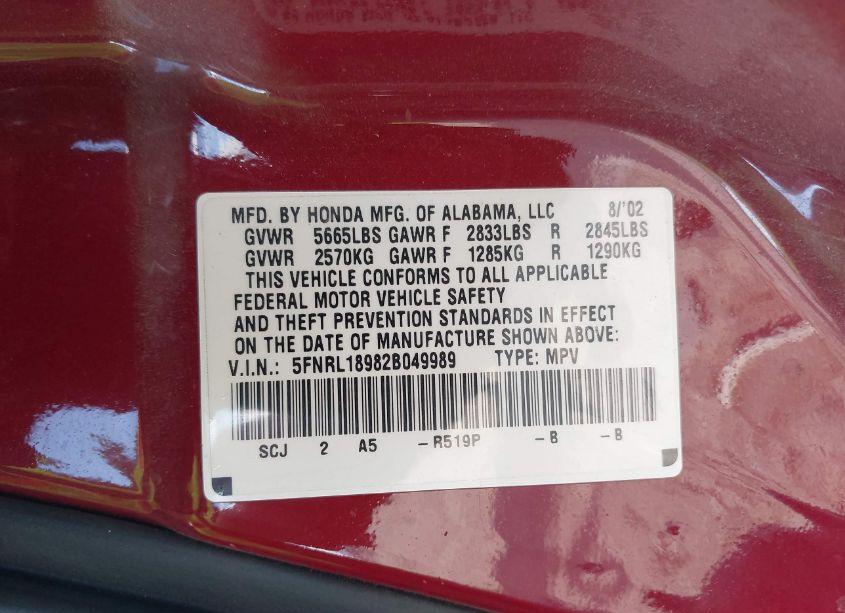 MFD. BY HONDA MFG. OF ALABAMA, LLC 8/'02
GVWR 5665LBS GAWR F 2833LBS R 2845LBS
GVWR 2570KG GAWR F 1285KG R 1290KG
THIS VEHICLE CONFORMS TO ALL APPLICABLE
FEDERAL MOTOR VEHICLE SAFETY
AND THEFT PREVENTION STANDARDS IN EFFECT
ON THE DATE OF MANUFACTURE SHOWN ABOVE:
V.I.N.: 5FNRL18982B049989 TYPE: MPV
SCJ 2 A5 -R519P -B -B